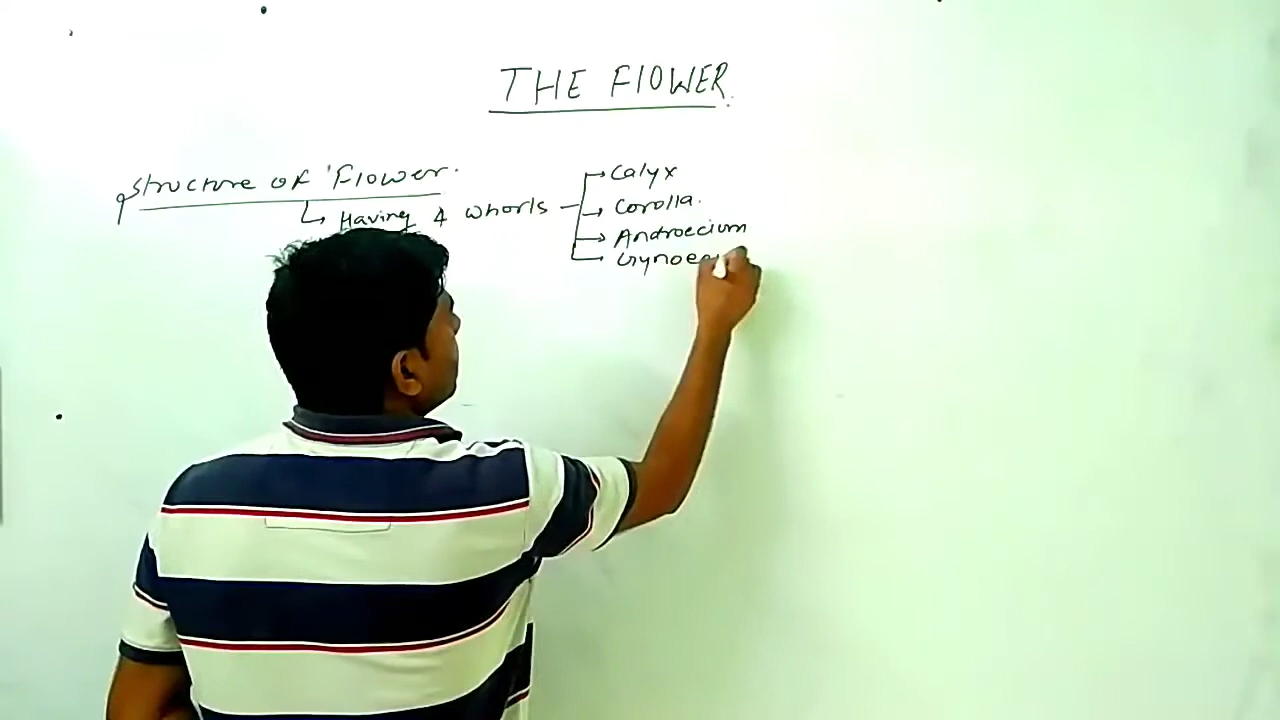 THE FlOWER.
Structure of Flower.
Having 4 whorls
Calyx
Corolla.
Androecium